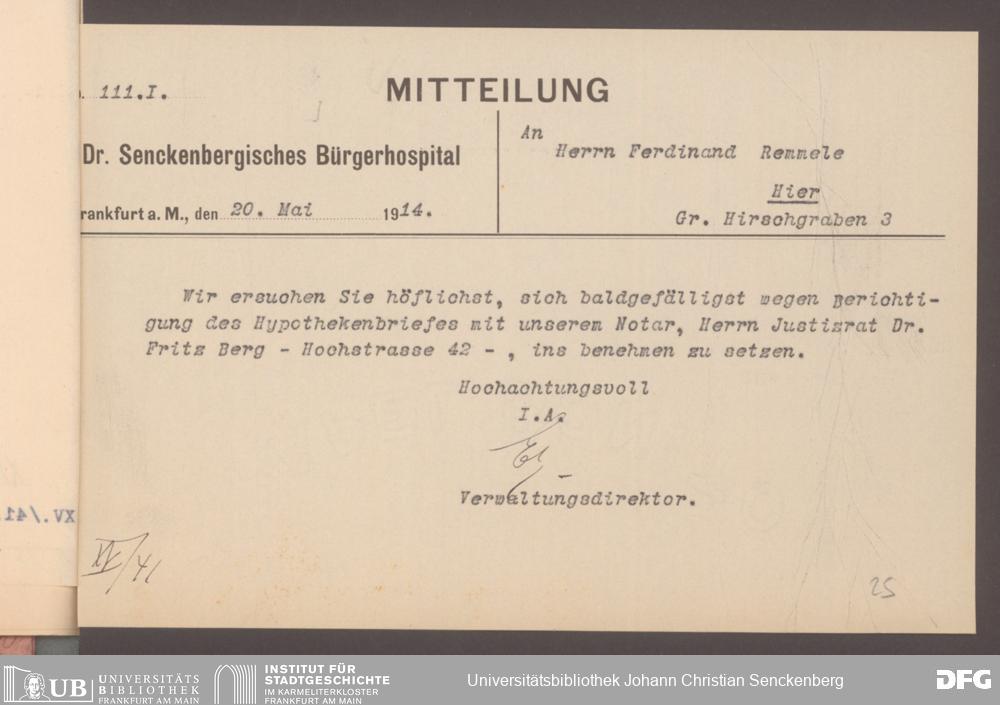 111.I.
MITTEILUNG
Dr. Senckenbergisches Bürgerhospital
rankfurt a. M., den 20. Mai 1914.
An
Herrn Ferdinand Remmele
Hier
Gr. Hirschgraben 3
Wir ersuchen Sie höflichst, sich baldgefälligst wegen Berichti-
gung des Hypothekenbriefes mit unserem Notar, Herrn Justizrat Dr.
Fritz Berg - Hochstrasse 42 - , ins benehmen zu setzen.
Hochachtungsvoll
I.A.
Verwaltungsdirektor.
XV./41
XV/41
25
UB UNIVERSITÄTS
BIBLIOTHEK
FRANKFURT AM MAIN
INSTITUT FÜR
STADTGESCHICHTE
IM KARMELITERKLOSTER
FRANKFURT AM MAIN
Universitätsbibliothek Johann Christian Senckenberg
DFG